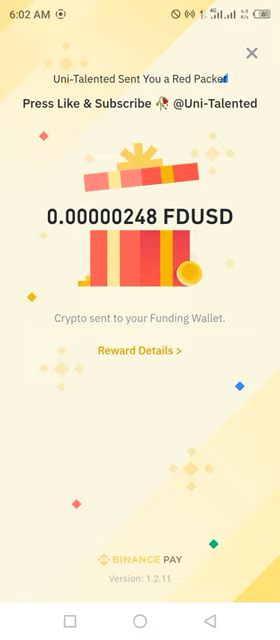 6:02 AM
Uni-Talented Sent You a Red Packet
Press Like & Subscribe 🥀 @Uni-Talented
0.00000248 FDUSD
Crypto sent to your Funding Wallet.
Reward Details >
BINANCE PAY
Version: 1.2.11